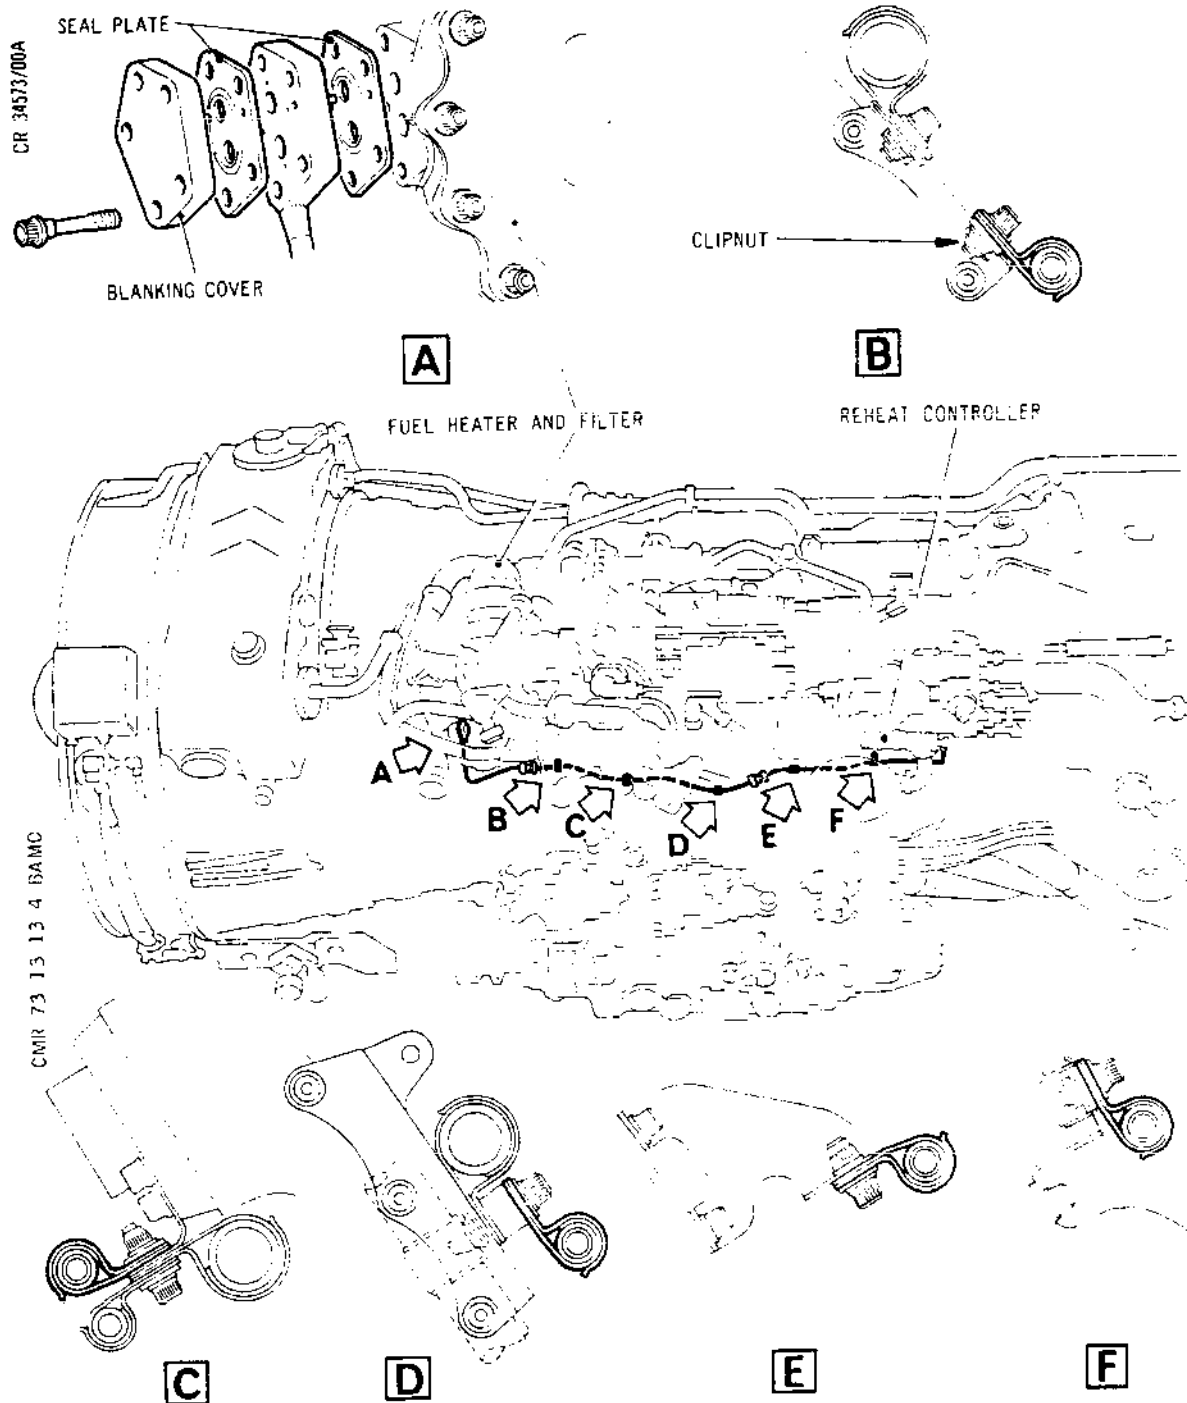 SEAL PLATE
CR 34573/00A
CLIPNUT
BLANKING COVER
A
B
FUEL HEATER AND FILTER
REHEAT CONTROLLER
A
B
C
D
E
F
CMR 73 13 13 4 BAMC
C
D
E
F